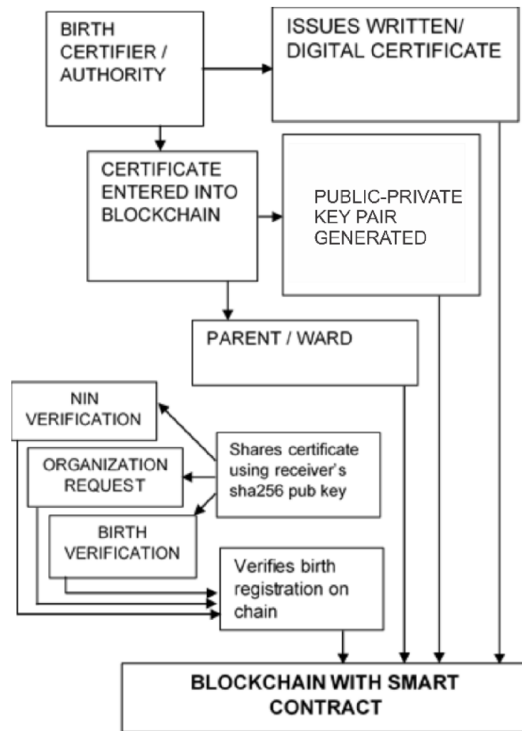 BIRTH
CERTIFIER /
AUTHORITY
ISSUES WRITTEN/
DIGITAL CERTIFICATE
CERTIFICATE
ENTERED INTO
BLOCKCHAIN
PUBLIC-PRIVATE
KEY PAIR
GENERATED
PARENT / WARD
NIN
VERIFICATION
ORGANIZATION
REQUEST
BIRTH
VERIFICATION
Shares certificate
using receiver's
sha256 pub key
Verifies birth
registration on
chain
BLOCKCHAIN WITH SMART
CONTRACT